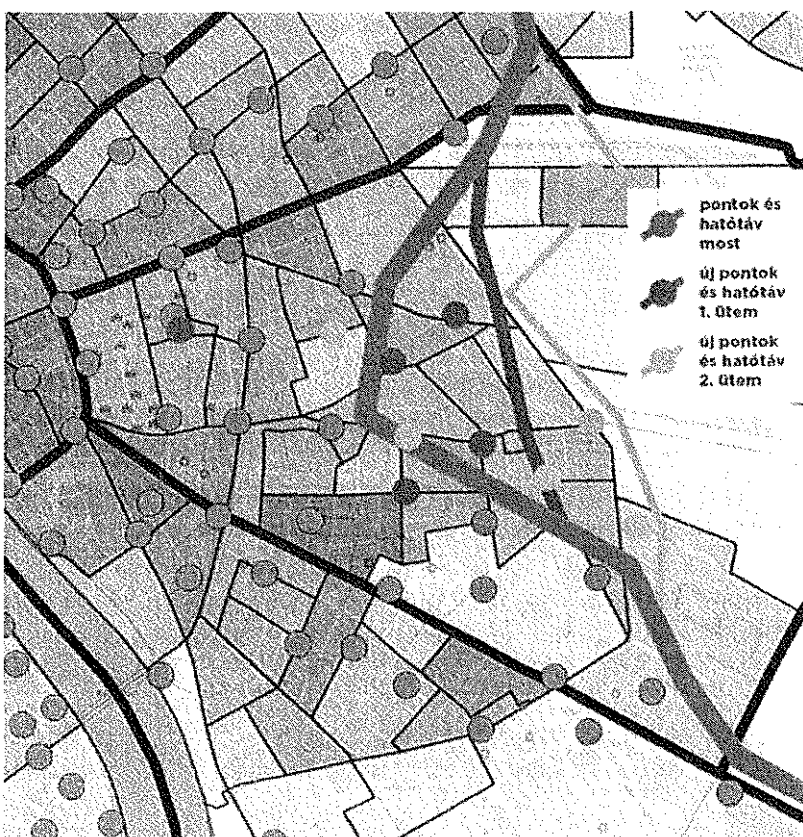 pontok és
hatótáv
most
új pontok
és hatótáv
1. ütem
új pontok
és hatótáv
2. ütem